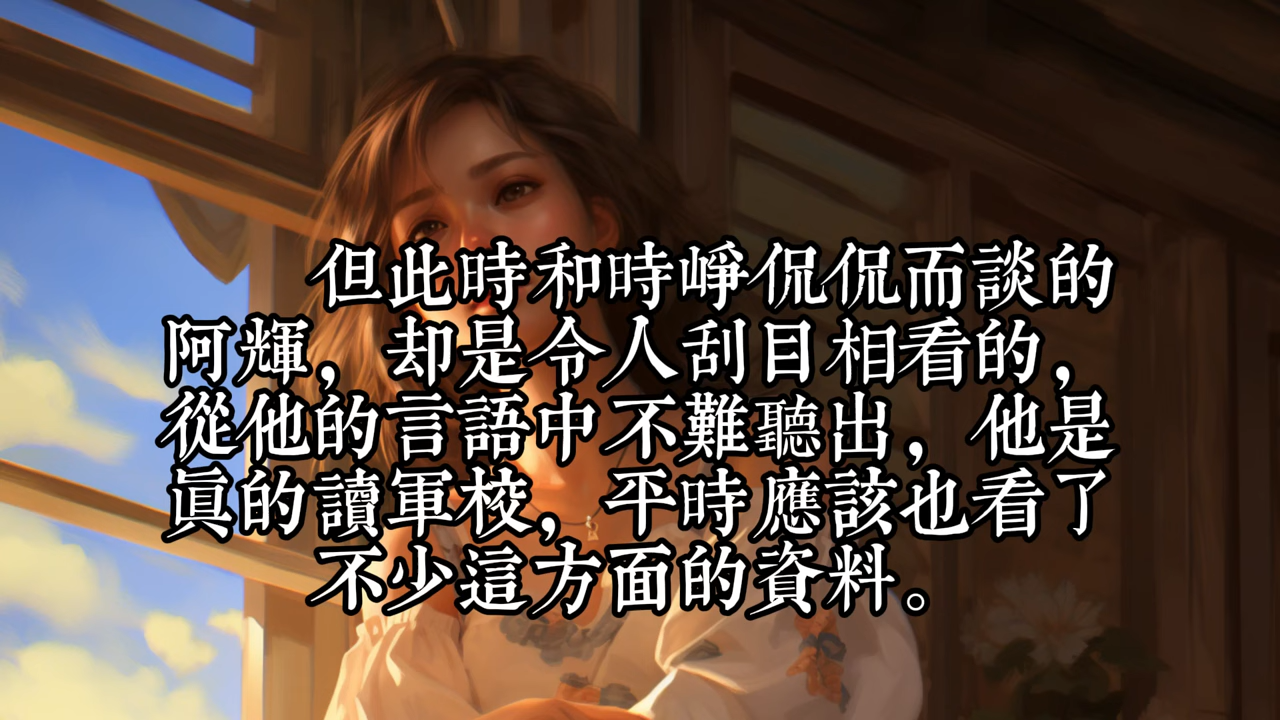 但此時和時崢侃侃而談的
阿輝，却是令人刮目相看的，
從他的言語中不難聽出，他是
眞的讀軍校，平時應該也看了
不少這方面的資料。